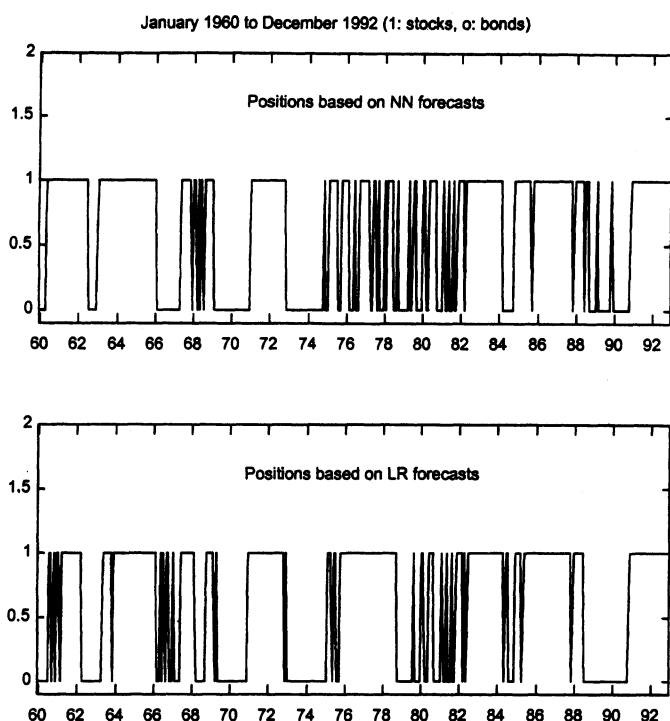 January 1960 to December 1992 (1: stocks, o: bonds)
2
Positions based on NN forecasts
1.5
1
0.5
0
60 62 64 66 68 70 72 74 76 78 80 82 84 86 88 90 92
2
Positions based on LR forecasts
1.5
1
0.5
0
60 62 64 66 68 70 72 74 76 78 80 82 84 86 88 90 92